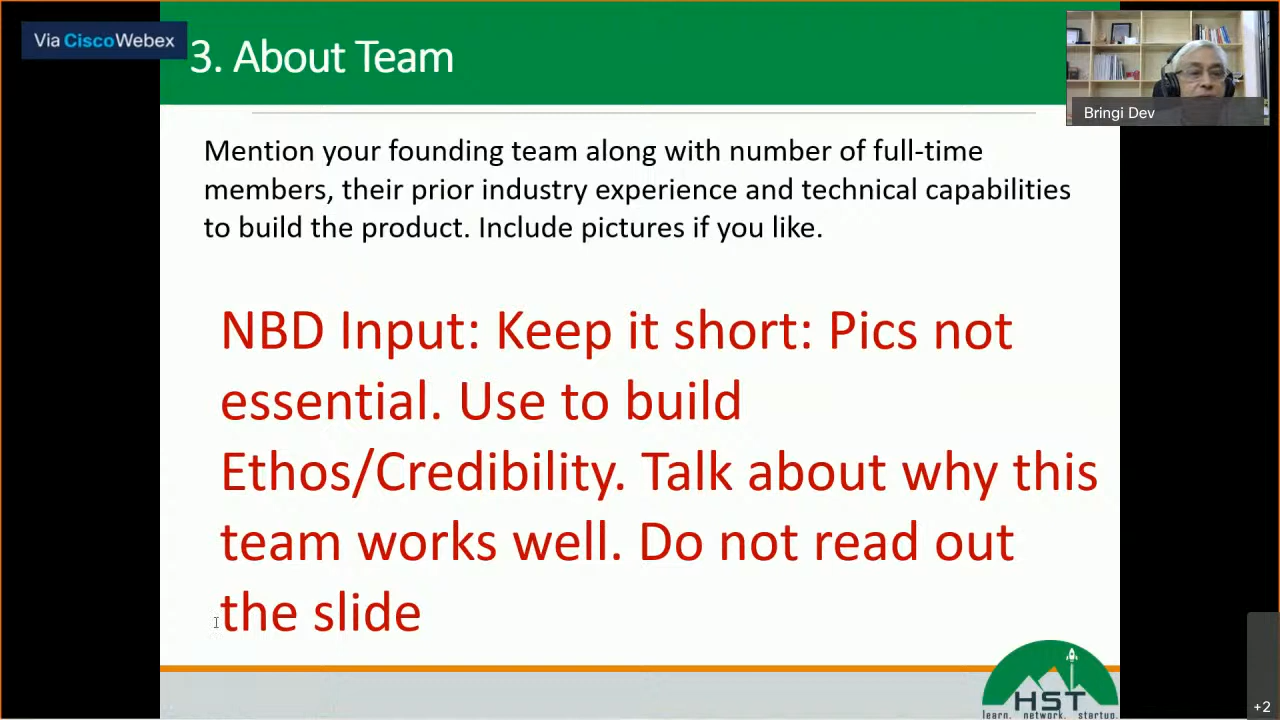 Via CiscoWebex
3. About Team
Bringi Dev
Mention your founding team along with number of full-time
members, their prior industry experience and technical capabilities
to build the product. Include pictures if you like.
NBD Input: Keep it short: Pics not
essential. Use to build
Ethos/Credibility. Talk about why this
team works well. Do not read out
the slide
HST
learn. network. startup.
+2